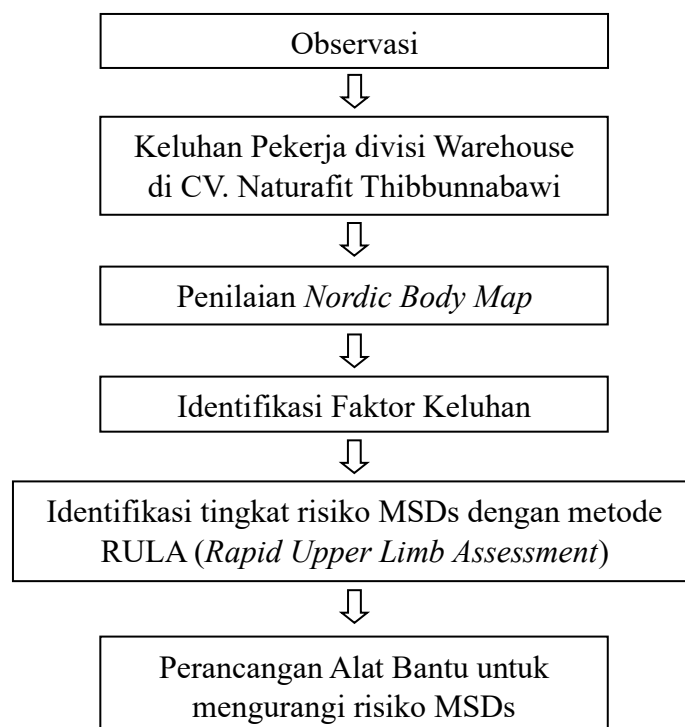 Observasi
Keluhan Pekerja divisi Warehouse
di CV. Naturafit Thibbunnabawi
Penilaian Nordic Body Map
Identifikasi Faktor Keluhan
Identifikasi tingkat risiko MSDs dengan metode
RULA (Rapid Upper Limb Assessment)
Perancangan Alat Bantu untuk
mengurangi risiko MSDs